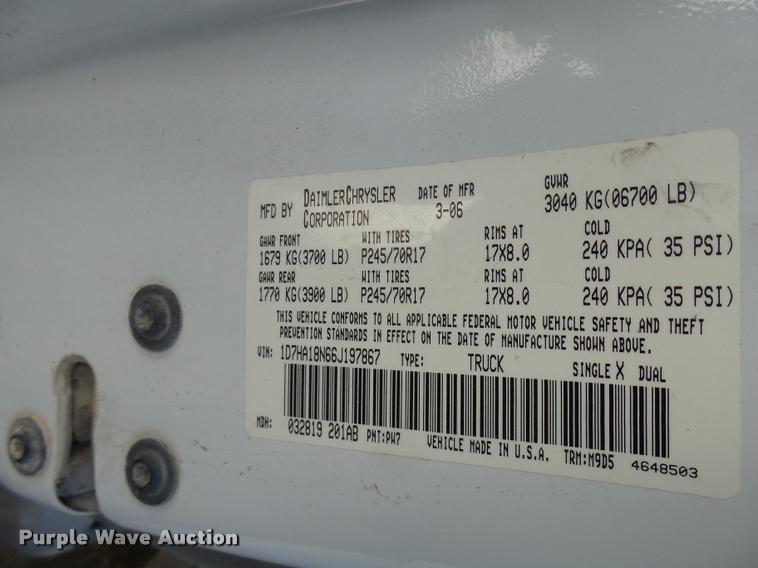 MFD BY DAIMLERCHRYSLER CORPORATION DATE OF MFR 3-06 GVWR 3040 KG(06700 LB)
GAWR FRONT WITH TIRES RIMS AT COLD
1679 KG(3700 LB) P245/70R17 17X8.0 240 KPA( 35 PSI)
GAWR REAR WITH TIRES RIMS AT COLD
1770 KG(3900 LB) P245/70R17 17X8.0 240 KPA( 35 PSI)
THIS VEHICLE CONFORMS TO ALL APPLICABLE FEDERAL MOTOR VEHICLE SAFETY AND THEFT
PREVENTION STANDARDS IN EFFECT ON THE DATE OF MANUFACTURE SHOWN ABOVE.
VIN: 1D7HA18N66J197867 TYPE: TRUCK SINGLE X DUAL
MDH: 032819 201AB PNT:PW7 VEHICLE MADE IN U.S.A. TRM:M9D5 4648503
Purple Wave Auction